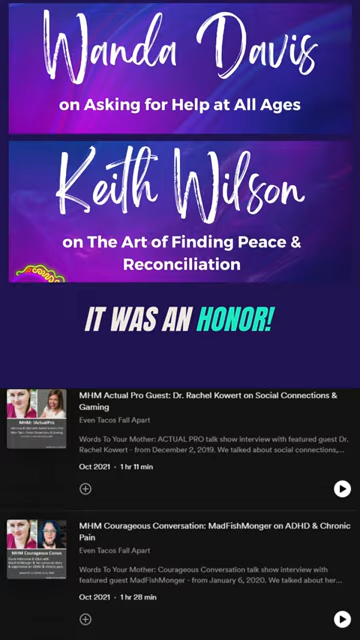 Wanda Davis
on Asking for Help at All Ages
Keith Wilson
on The Art of Finding Peace &
Reconciliation
IT WAS AN HONOR!
MHM Actual Pro Guest: Dr. Rachel Kowert on Social Connections &
Gaming
Even Tacos Fall Apart
Words To Your Mother: ACTUAL PRO talk show interview with featured guest Dr.
Rachel Kowert - from December 2, 2019. We talked about social connections,...
Oct 2021 • 1 hr 11 min
MHM: !ActualPro
MHM Courageous Conversation: MadFishMonger on ADHD & Chronic
Pain
Even Tacos Fall Apart
Words To Your Mother: Courageous Conversation talk show interview with
featured guest MadFishMonger - from January 6, 2020. We talked about her...
Oct 2021 • 1 hr 28 min
MHM Courageous Convos